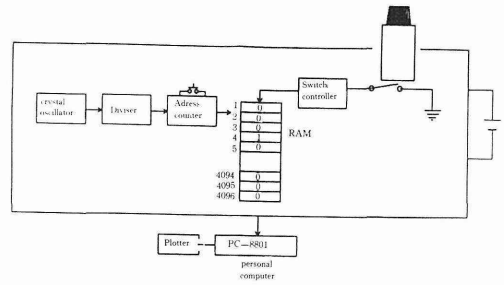 crystal
oscillator
Diviser
Adress
counter
Switch
controller
1 0
2 0
3 0
4 1
5 0
4094 0
4095 0
4096 0
RAM
Plotter
PC—8801
personal
computer